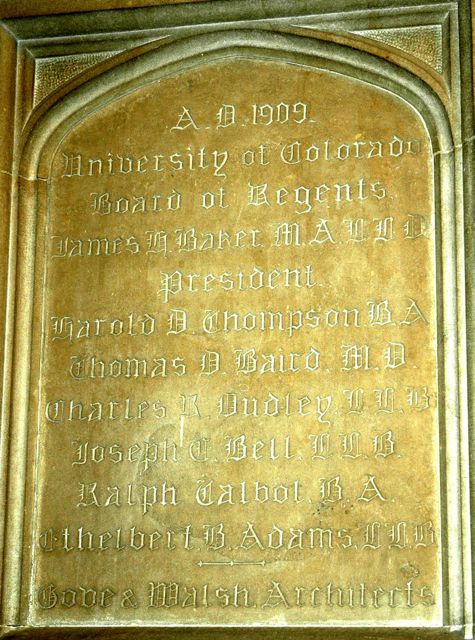 A. D. 1909.
University of Colorado
Board of Regents.
James H. Baker, M. A. LL. D.
President.
Harold D. Thompson, B. A.
Thomas D. Baird, M. D.
Charles R. Dudley, L. L. B.
Joseph C. Bell, L. L. B.
Ralph Talbot, B. A.
Ethelbert B. Adams, L L B
Gove & Walsh, Architects